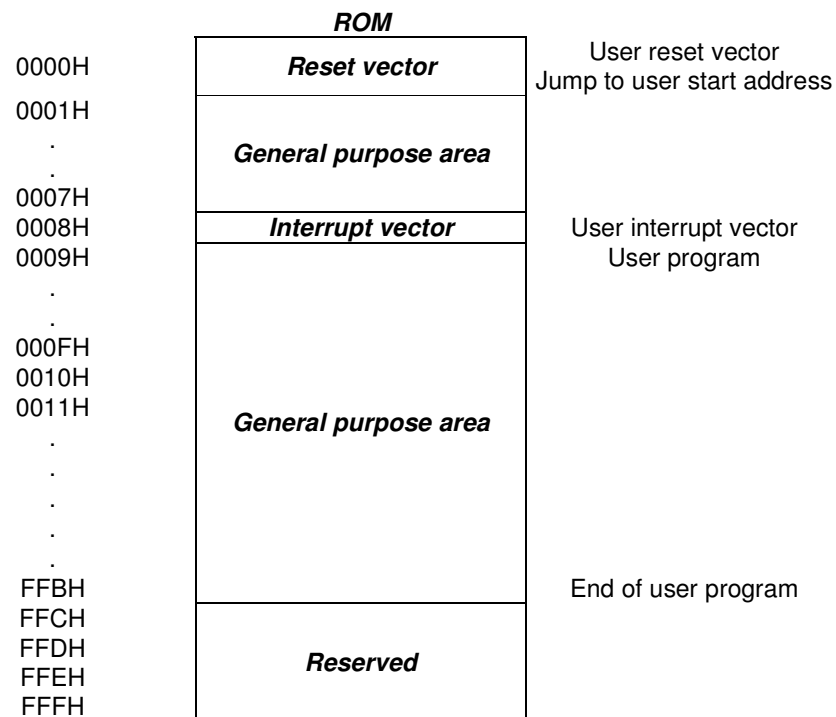 ROM
0000H Reset vector User reset vector
Jump to user start address
0001H
.
. General purpose area
0007H
0008H Interrupt vector User interrupt vector
0009H User program
.
.
000FH
0010H
0011H
General purpose area
.
.
.
.
.
FFBH End of user program
FFCH
FFDH
Reserved
FFEH
FFFH